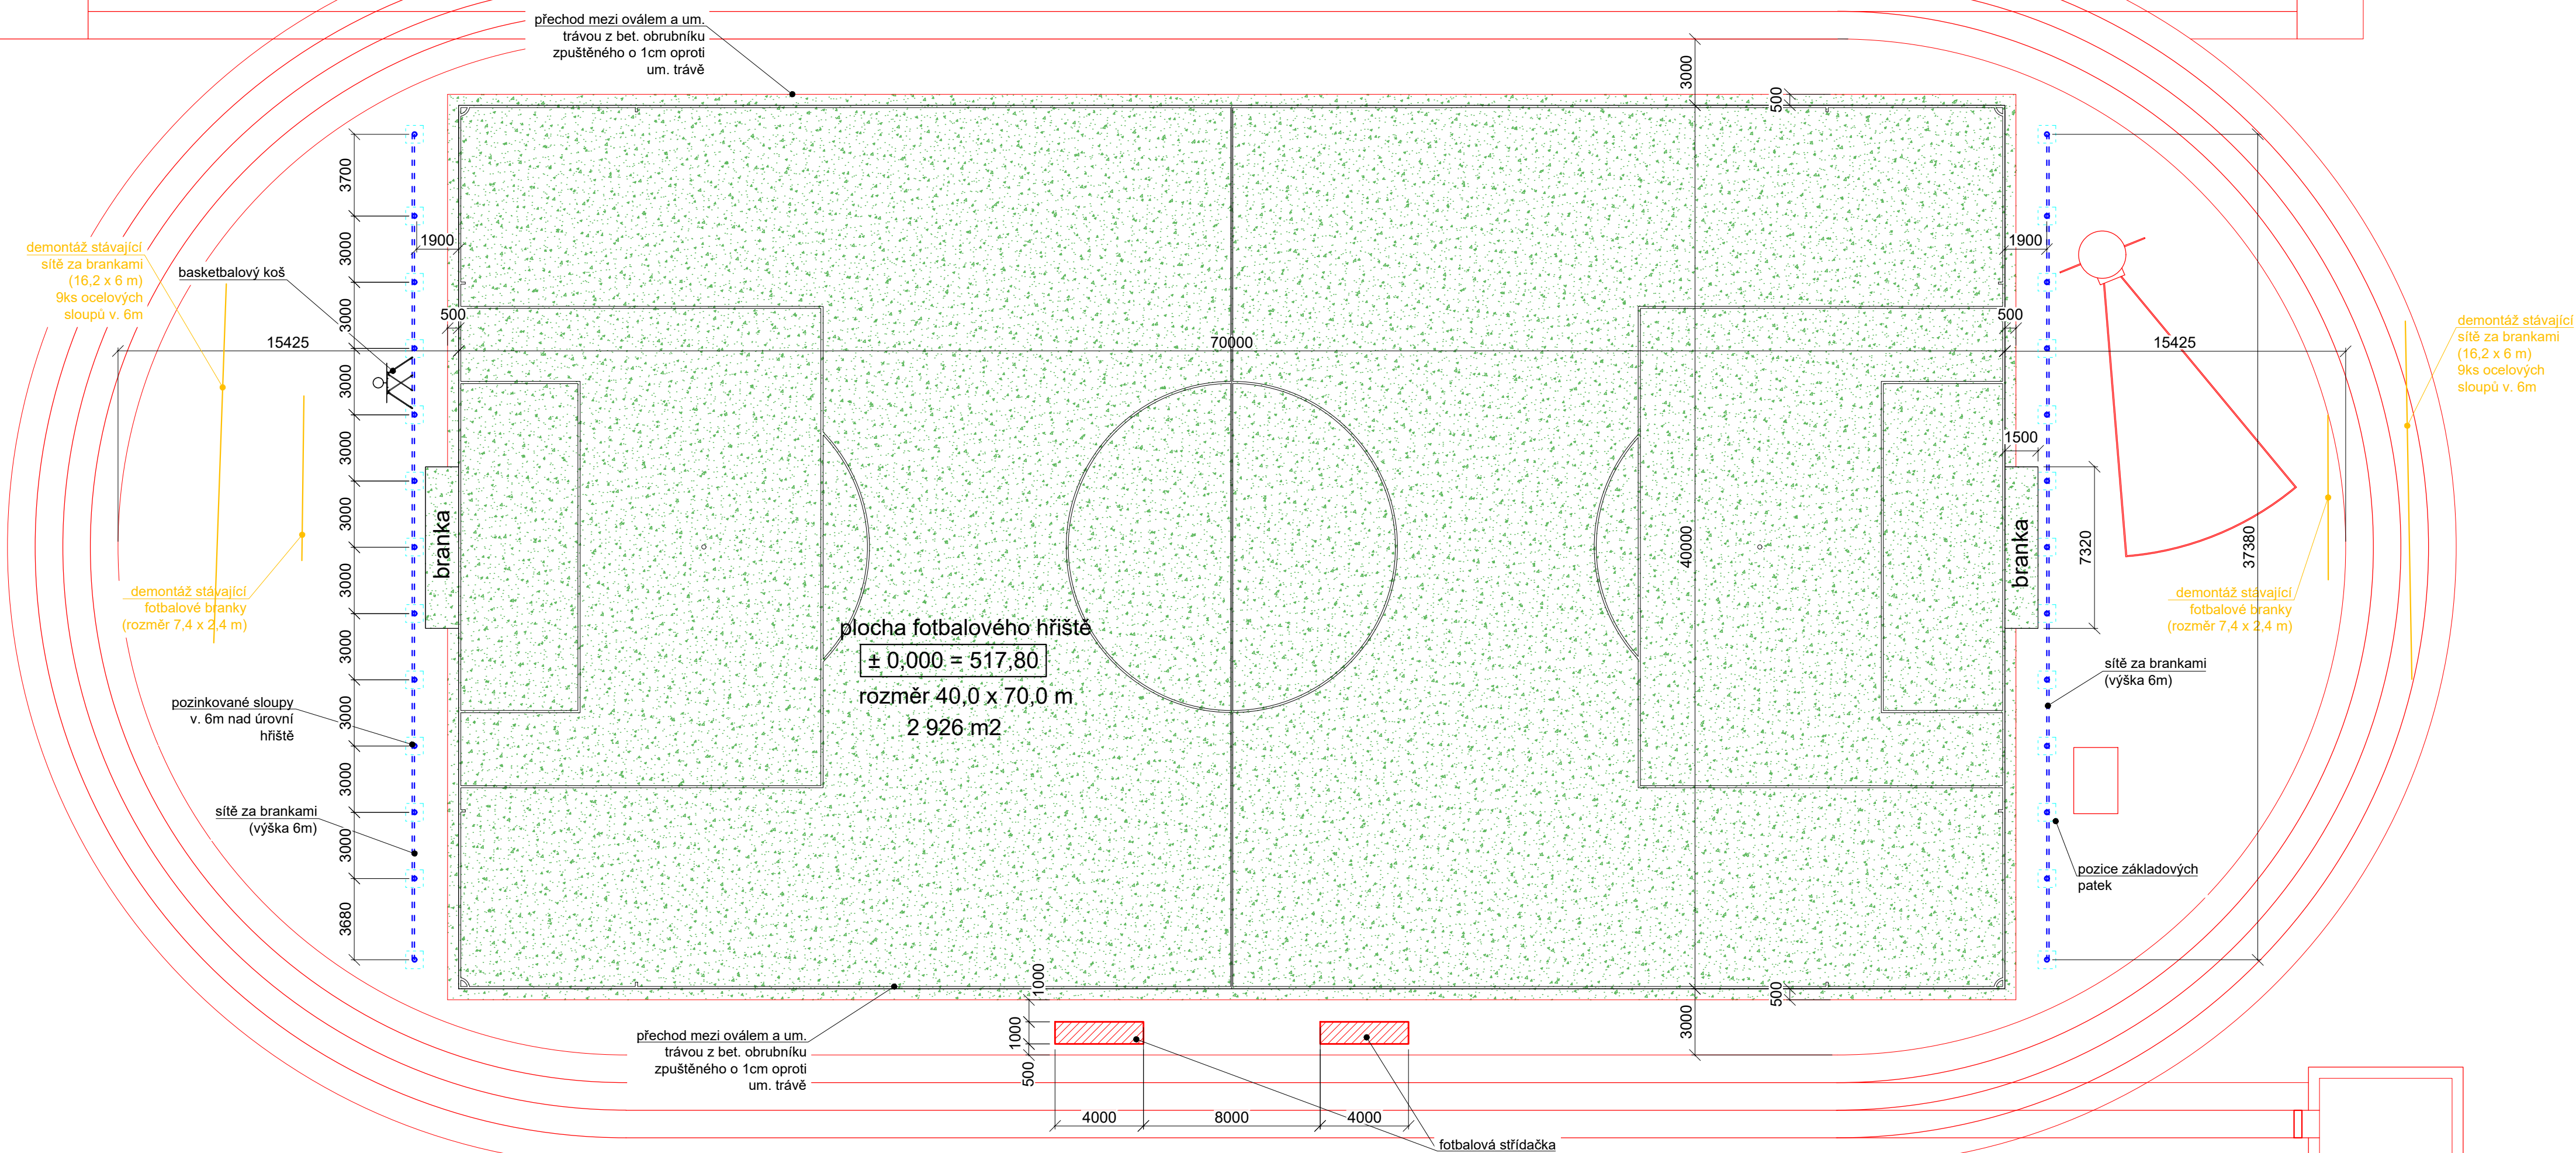 přechod mezi oválem a um.
trávou z bet. obrubníku
zpuštěného o 1cm oproti
um. trávě
3000
500
3700
3000
3000
3000
3000
3000
3000
3000
3000
3000
3000
3680
1900
1900
demontáž stávající
sítě za brankami
(16,2 x 6 m)
9ks ocelových
sloupů v. 6m
basketbalový koš
500
500
15425
70000
15425
demontáž stávající
sítě za brankami
(16,2 x 6 m)
9ks ocelových
sloupů v. 6m
1500
branka
40000
branka
7320
37380
demontáž stávající
fotbalové branky
(rozměr 7,4 x 2,4 m)
demontáž stávající
fotbalové branky
(rozměr 7,4 x 2,4 m)
plocha fotbalového hřiště
± 0,000 = 517,80
rozměr 40,0 x 70,0 m
2 926 m2
sítě za brankami
(výška 6m)
pozinkované sloupy
v. 6m nad úrovní
hřiště
sítě za brankami
(výška 6m)
pozice základových
patek
1000
1000
500
500
3000
přechod mezi oválem a um.
trávou z bet. obrubníku
zpuštěného o 1cm oproti
um. trávě
4000
8000
4000
fotbalová střídačka